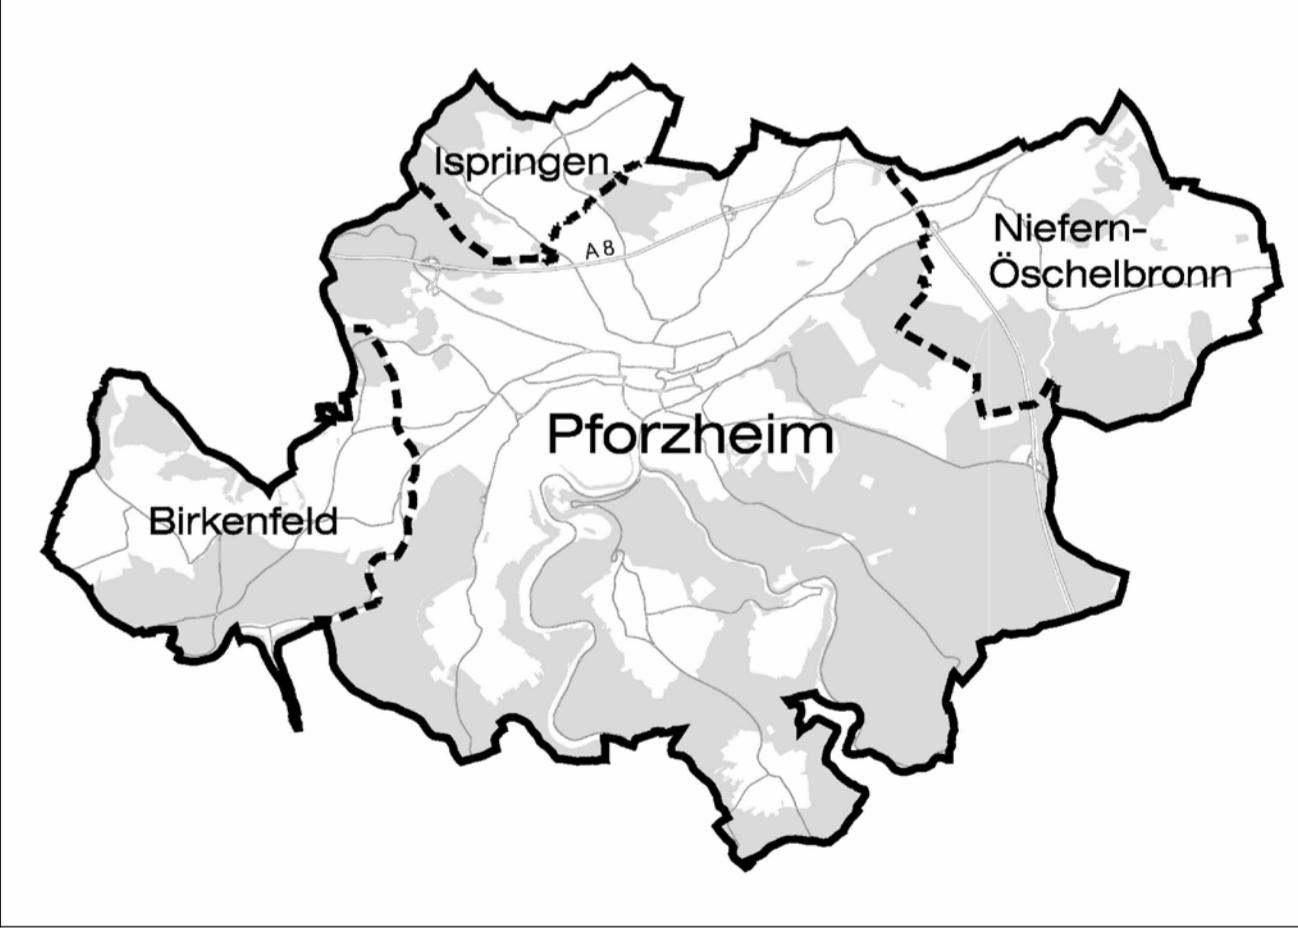 Ispringen
A 8
Niefern-
Öschelbronn
Pforzheim
Birkenfeld